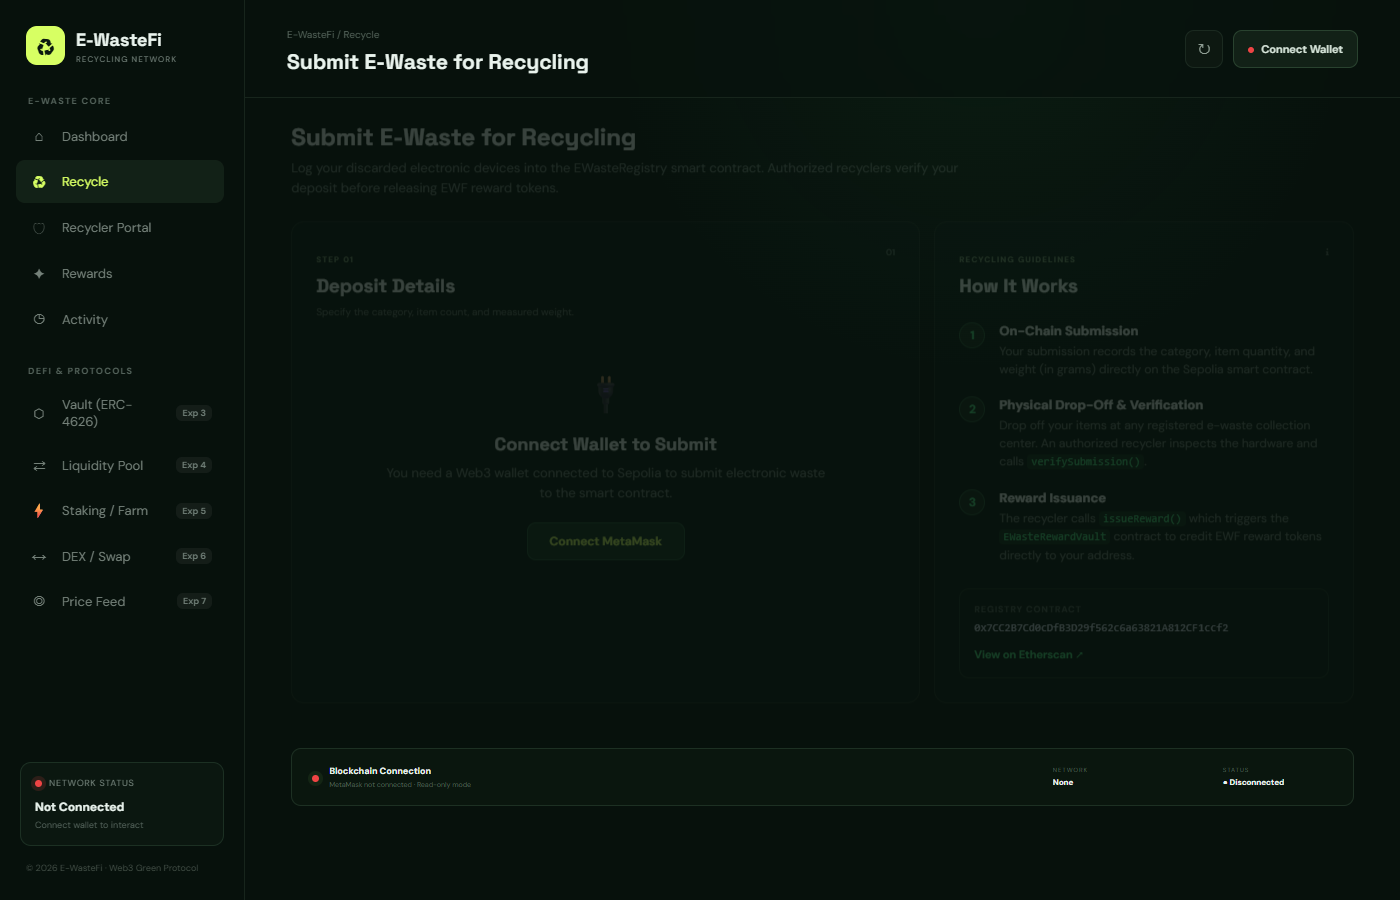 E-WasteFi
RECYCLING NETWORK
E-WASTE CORE
Dashboard
Recycle
Recycler Portal
Rewards
Activity
DEFI & PROTOCOLS
Vault (ERC-
4626)
Exp 3
Liquidity Pool
Exp 4
Staking / Farm
Exp 5
DEX / Swap
Exp 6
Price Feed
Exp 7
NETWORK STATUS
Not Connected
Connect wallet to interact
© 2026 E-WasteFi · Web3 Green Protocol
E-WasteFi / Recycle
Submit E-Waste for Recycling
Connect Wallet
Submit E-Waste for Recycling
Log your discarded electronic devices into the EWasteRegistry smart contract. Authorized recyclers verify your
deposit before releasing EWF reward tokens.
STEP 01
01
Deposit Details
Specify the category, item count, and measured weight.
Connect Wallet to Submit
You need a Web3 wallet connected to Sepolia to submit electronic waste
to the smart contract.
Connect MetaMask
RECYCLING GUIDELINES
i
How It Works
1
On-Chain Submission
Your submission records the category, item quantity, and
weight (in grams) directly on the Sepolia smart contract.
2
Physical Drop-Off & Verification
Drop off your items at any registered e-waste collection
center. An authorized recycler inspects the hardware and
calls verifySubmission().
3
Reward Issuance
The recycler calls issueReward() which triggers the
EWasteRewardVault contract to credit EWF reward tokens
directly to your address.
REGISTRY CONTRACT
0x7CC2B7Cd0cDfB3D29f562c6a63821A812CF1ccf2
View on Etherscan ↗
Blockchain Connection
MetaMask not connected · Read-only mode
NETWORK
None
STATUS
● Disconnected